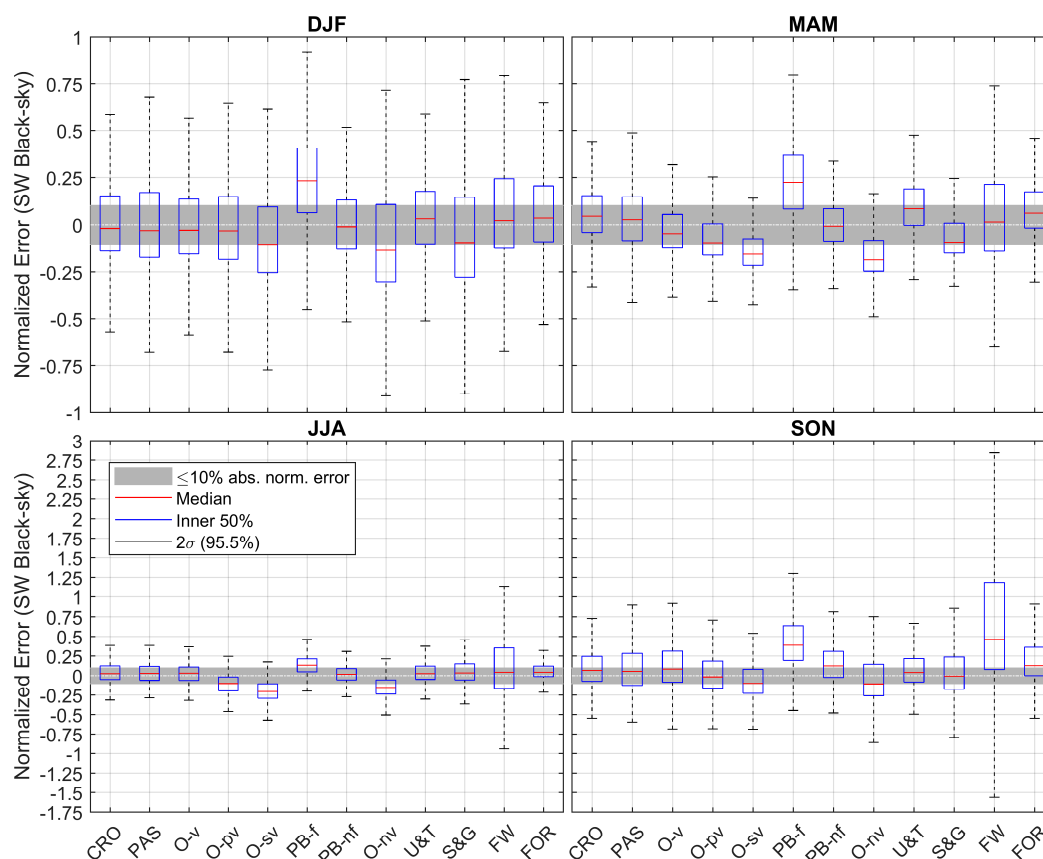 DJF
MAM
Normalized Error (SW Black-sky)
1
0.75
0.5
0.25
0
-0.25
-0.5
-0.75
-1
JJA
SON
Normalized Error (SW Black-sky)
3
2.75
2.5
2.25
2
1.75
1.5
1.25
1
0.75
0.5
0.25
0
-0.25
-0.5
-0.75
-1
-1.25
-1.5
-1.75
≤10% abs. norm. error
Median
Inner 50%
2σ (95.5%)
CRO PAS O-v O-pv O-sv PB-f PB-nf O-nv U&T S&G FW FOR
CRO PAS O-v O-pv O-sv PB-f PB-nf O-nv U&T S&G FW FOR